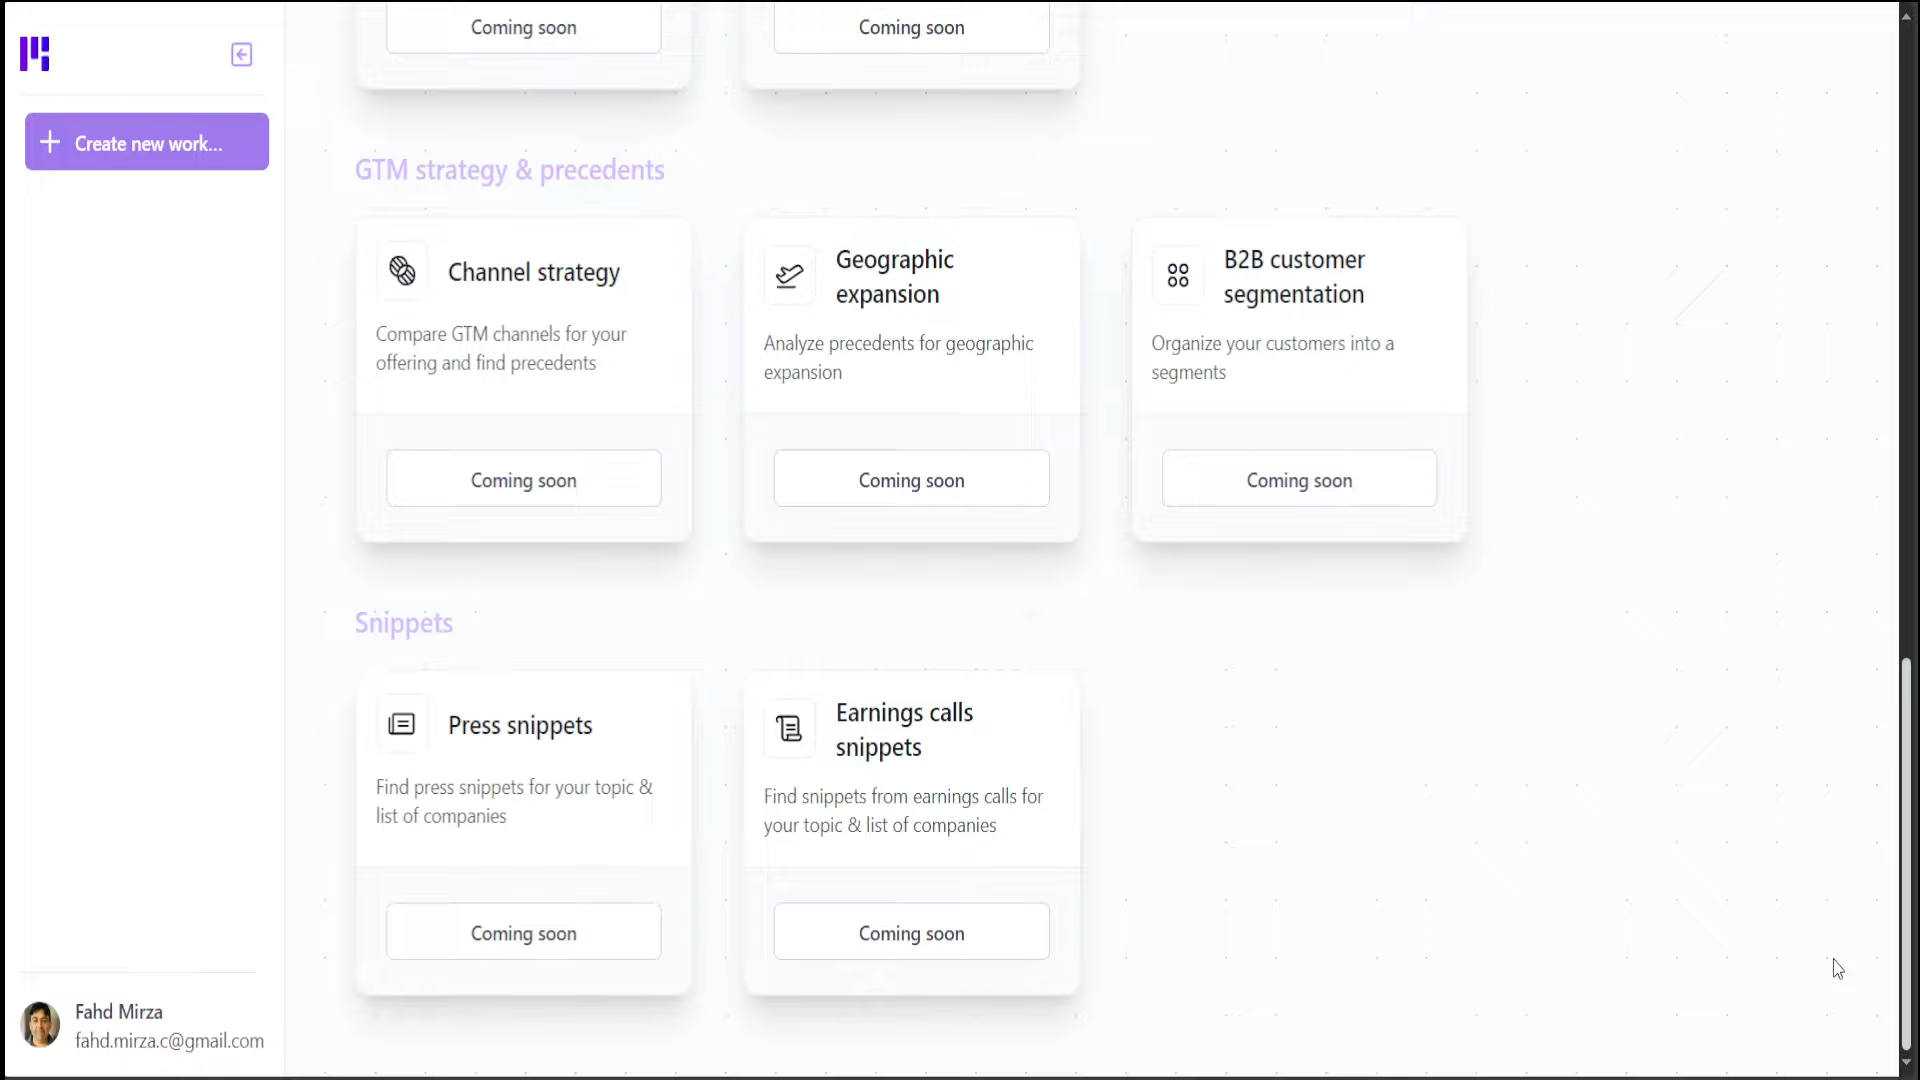 Coming soon
Coming soon
Create new work...
GTM strategy & precedents
Channel strategy
Compare GTM channels for your
offering and find precedents
Coming soon
Geographic
expansion
Analyze precedents for geographic
expansion
Coming soon
B2B customer
segmentation
Organize your customers into a
segments
Coming soon
Snippets
Press snippets
Find press snippets for your topic &
list of companies
Coming soon
Earnings calls
snippets
Find snippets from earnings calls for
your topic & list of companies
Coming soon
Fahd Mirza
fahd.mirza.c@gmail.com